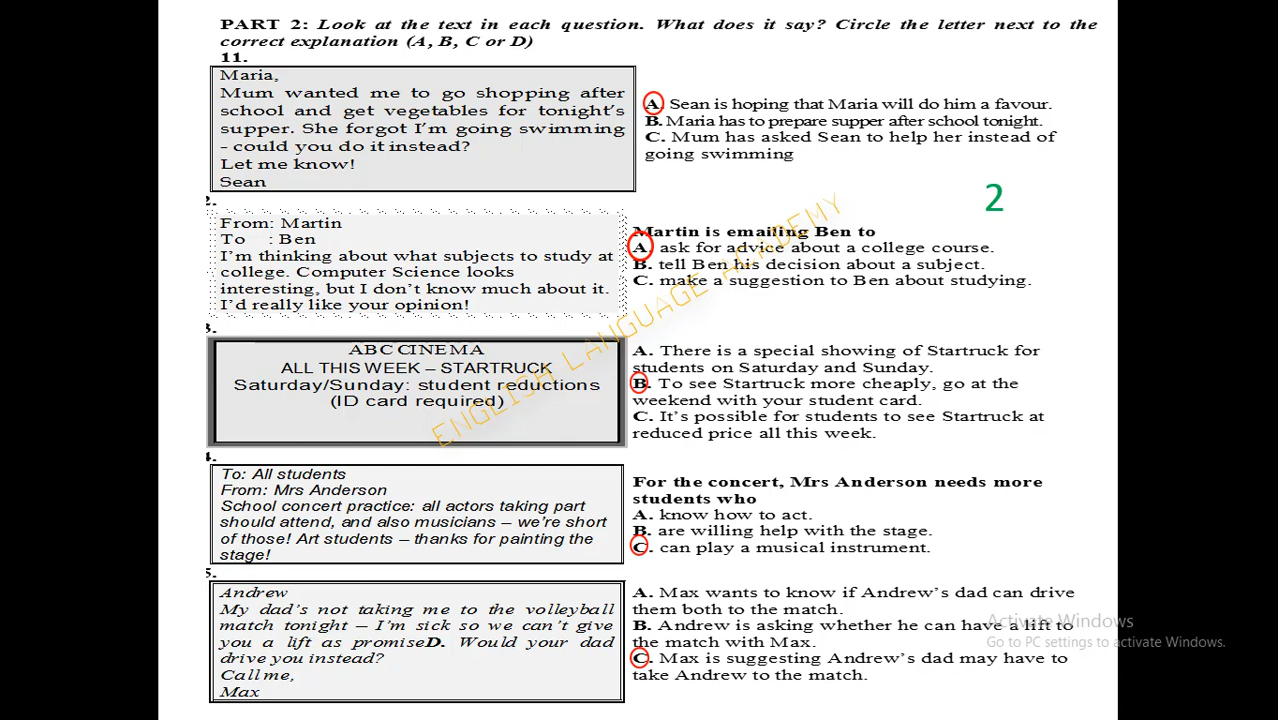 PART 2: Look at the text in each question. What does it say? Circle the letter next to the
correct explanation (A, B, C or D)
11.
Maria,
Mum wanted me to go shopping after
school and get vegetables for tonight's
supper. She forgot I'm going swimming
- could you do it instead?
Let me know!
Sean
A. Sean is hoping that Maria will do him a favour.
B. Maria has to prepare supper after school tonight.
C. Mum has asked Sean to help her instead of
going swimming
2
2.
From: Martin
To : Ben
I'm thinking about what subjects to study at
college. Computer Science looks
interesting, but I don't know much about it.
I'd really like your opinion!
Martin is emailing Ben to
A. ask for advice about a college course.
B. tell Ben his decision about a subject.
C. make a suggestion to Ben about studying.
3.
ABC CINEMA
ALL THIS WEEK – STARTRUCK
Saturday/Sunday: student reductions
(ID card required)
A. There is a special showing of Startruck for
students on Saturday and Sunday.
B. To see Startruck more cheaply, go at the
weekend with your student card.
C. It's possible for students to see Startruck at
reduced price all this week.
4.
To: All students
From: Mrs Anderson
School concert practice: all actors taking part
should attend, and also musicians – we're short
of those! Art students – thanks for painting the
stage!
For the concert, Mrs Anderson needs more
students who
A. know how to act.
B. are willing help with the stage.
C. can play a musical instrument.
5.
Andrew
My dad's not taking me to the volleyball
match tonight – I'm sick so we can't give
you a lift as promiseD. Would your dad
drive you instead?
Call me,
Max
A. Max wants to know if Andrew's dad can drive
them both to the match.
B. Andrew is asking whether he can have a lift to
the match with Max.
C. Max is suggesting Andrew's dad may have to
take Andrew to the match.
ENGLISH LANGUAGE ACADEMY
Activate Windows
Go to PC settings to activate Windows.